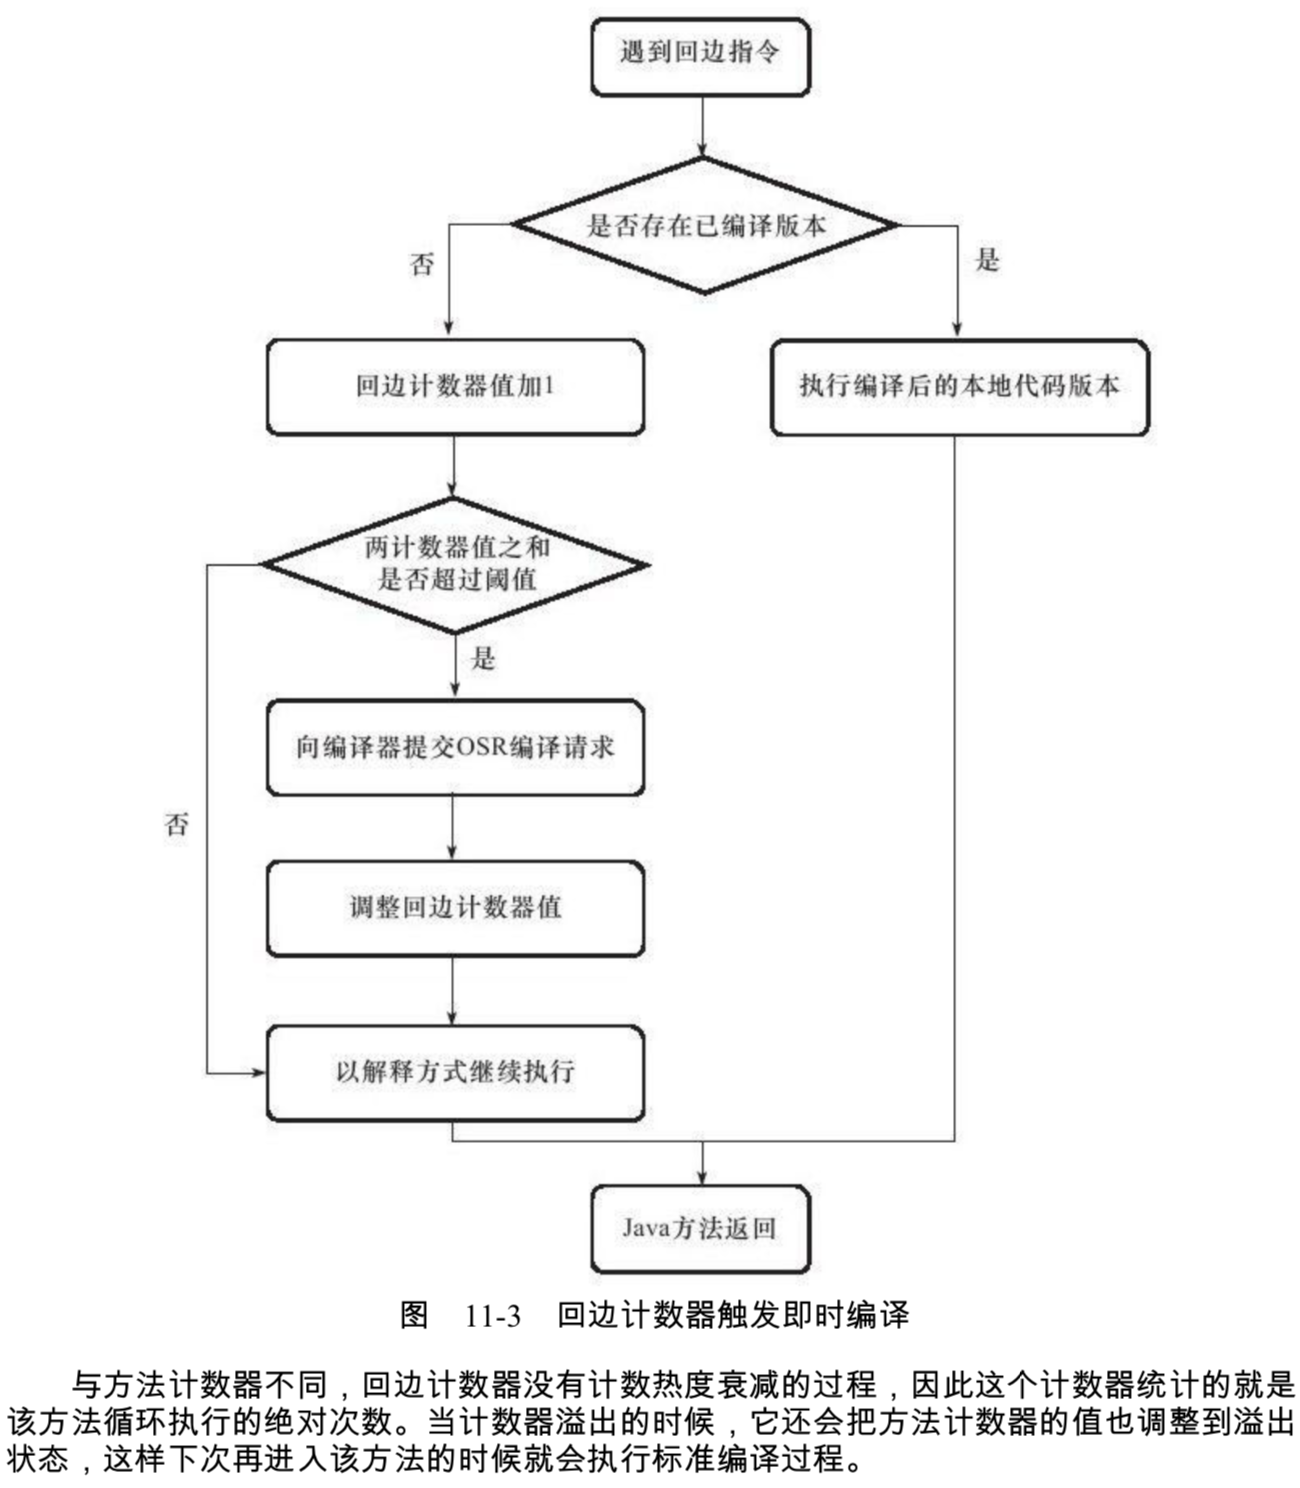 遇到回边指令
是否存在已编译版本
否
是
回边计数器值加1
执行编译后的本地代码版本
两计数器值之和
是否超过阈值
是
向编译器提交OSR编译请求
否
调整回边计数器值
以解释方式继续执行
Java方法返回
图 11-3 回边计数器触发即时编译
与方法计数器不同，回边计数器没有计数热度衰减的过程，因此这个计数器统计的就是
该方法循环执行的绝对次数。当计数器溢出的时候，它还会把方法计数器的值也调整到溢出
状态，这样下次再进入该方法的时候就会执行标准编译过程。